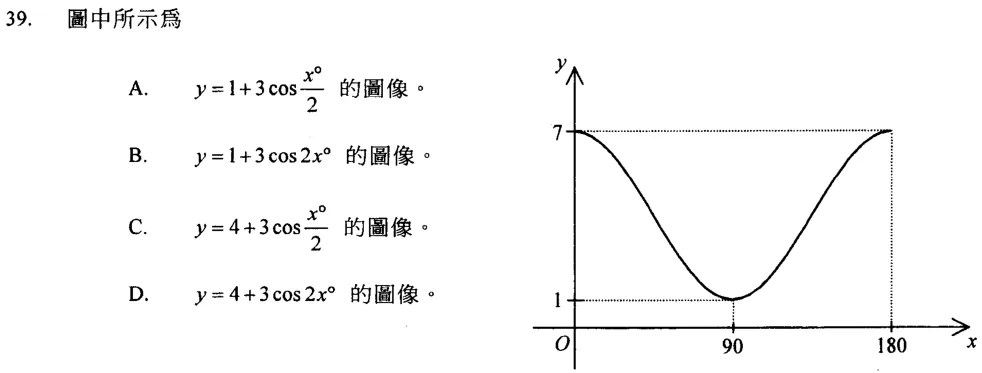 39. 圖中所示爲
A. y = 1 + 3 cos x°/2 的圖像。
B. y = 1 + 3 cos 2x° 的圖像。
C. y = 4 + 3 cos x°/2 的圖像。
D. y = 4 + 3 cos 2x° 的圖像。
y
7
1
O 90 180 x